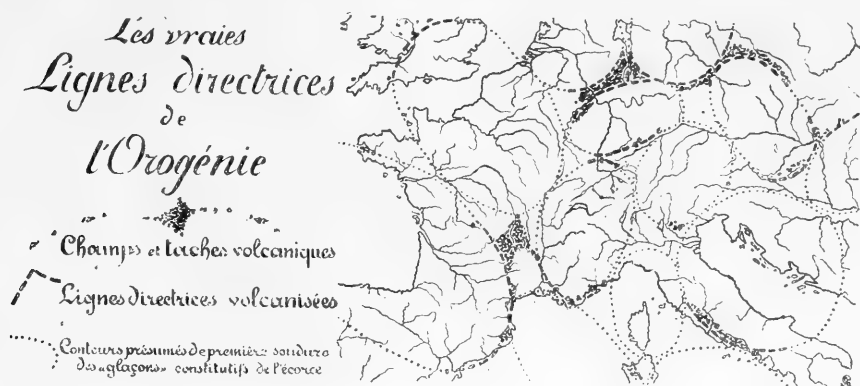 Les vraies
Lignes directrices
de
l'Orogénie
Champs et taches volcaniques
Lignes directrices volcanisées
Contours présumés de première soudure
des «glaçons» constitutifs de l'écorce